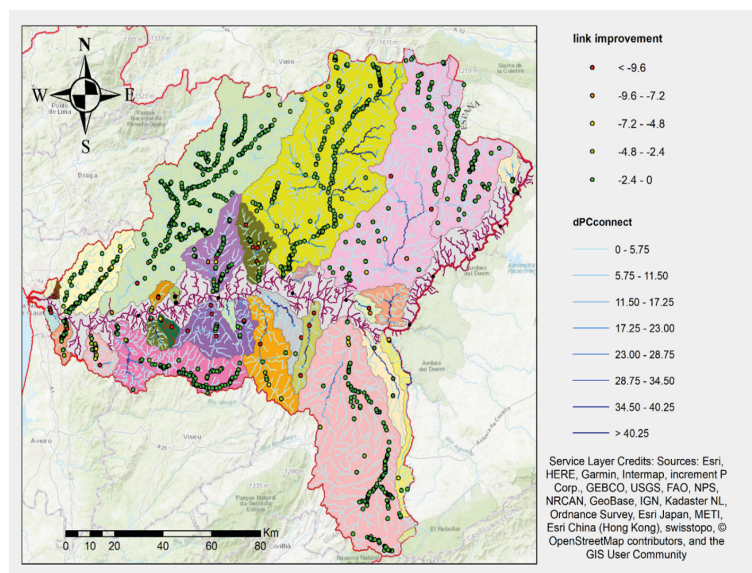 N
W
E
S
Braga
Viseu
Aveiro
ESPAÑA
El Rebollar
Km
0 10 20 40 60 80
link improvement
< -9.6
-9.6 - -7.2
-7.2 - -4.8
-4.8 - -2.4
-2.4 - 0
dPCconnect
0 - 5.75
5.75 - 11.50
11.50 - 17.25
17.25 - 23.00
23.00 - 28.75
28.75 - 34.50
34.50 - 40.25
> 40.25
Service Layer Credits: Sources: Esri,
HERE, Garmin, Intermap, increment P
Corp., GEBCO, USGS, FAO, NPS,
NRCAN, GeoBase, IGN, Kadaster NL,
Ordnance Survey, Esri Japan, METI,
Esri China (Hong Kong), swisstopo, ©
OpenStreetMap contributors, and the
GIS User Community